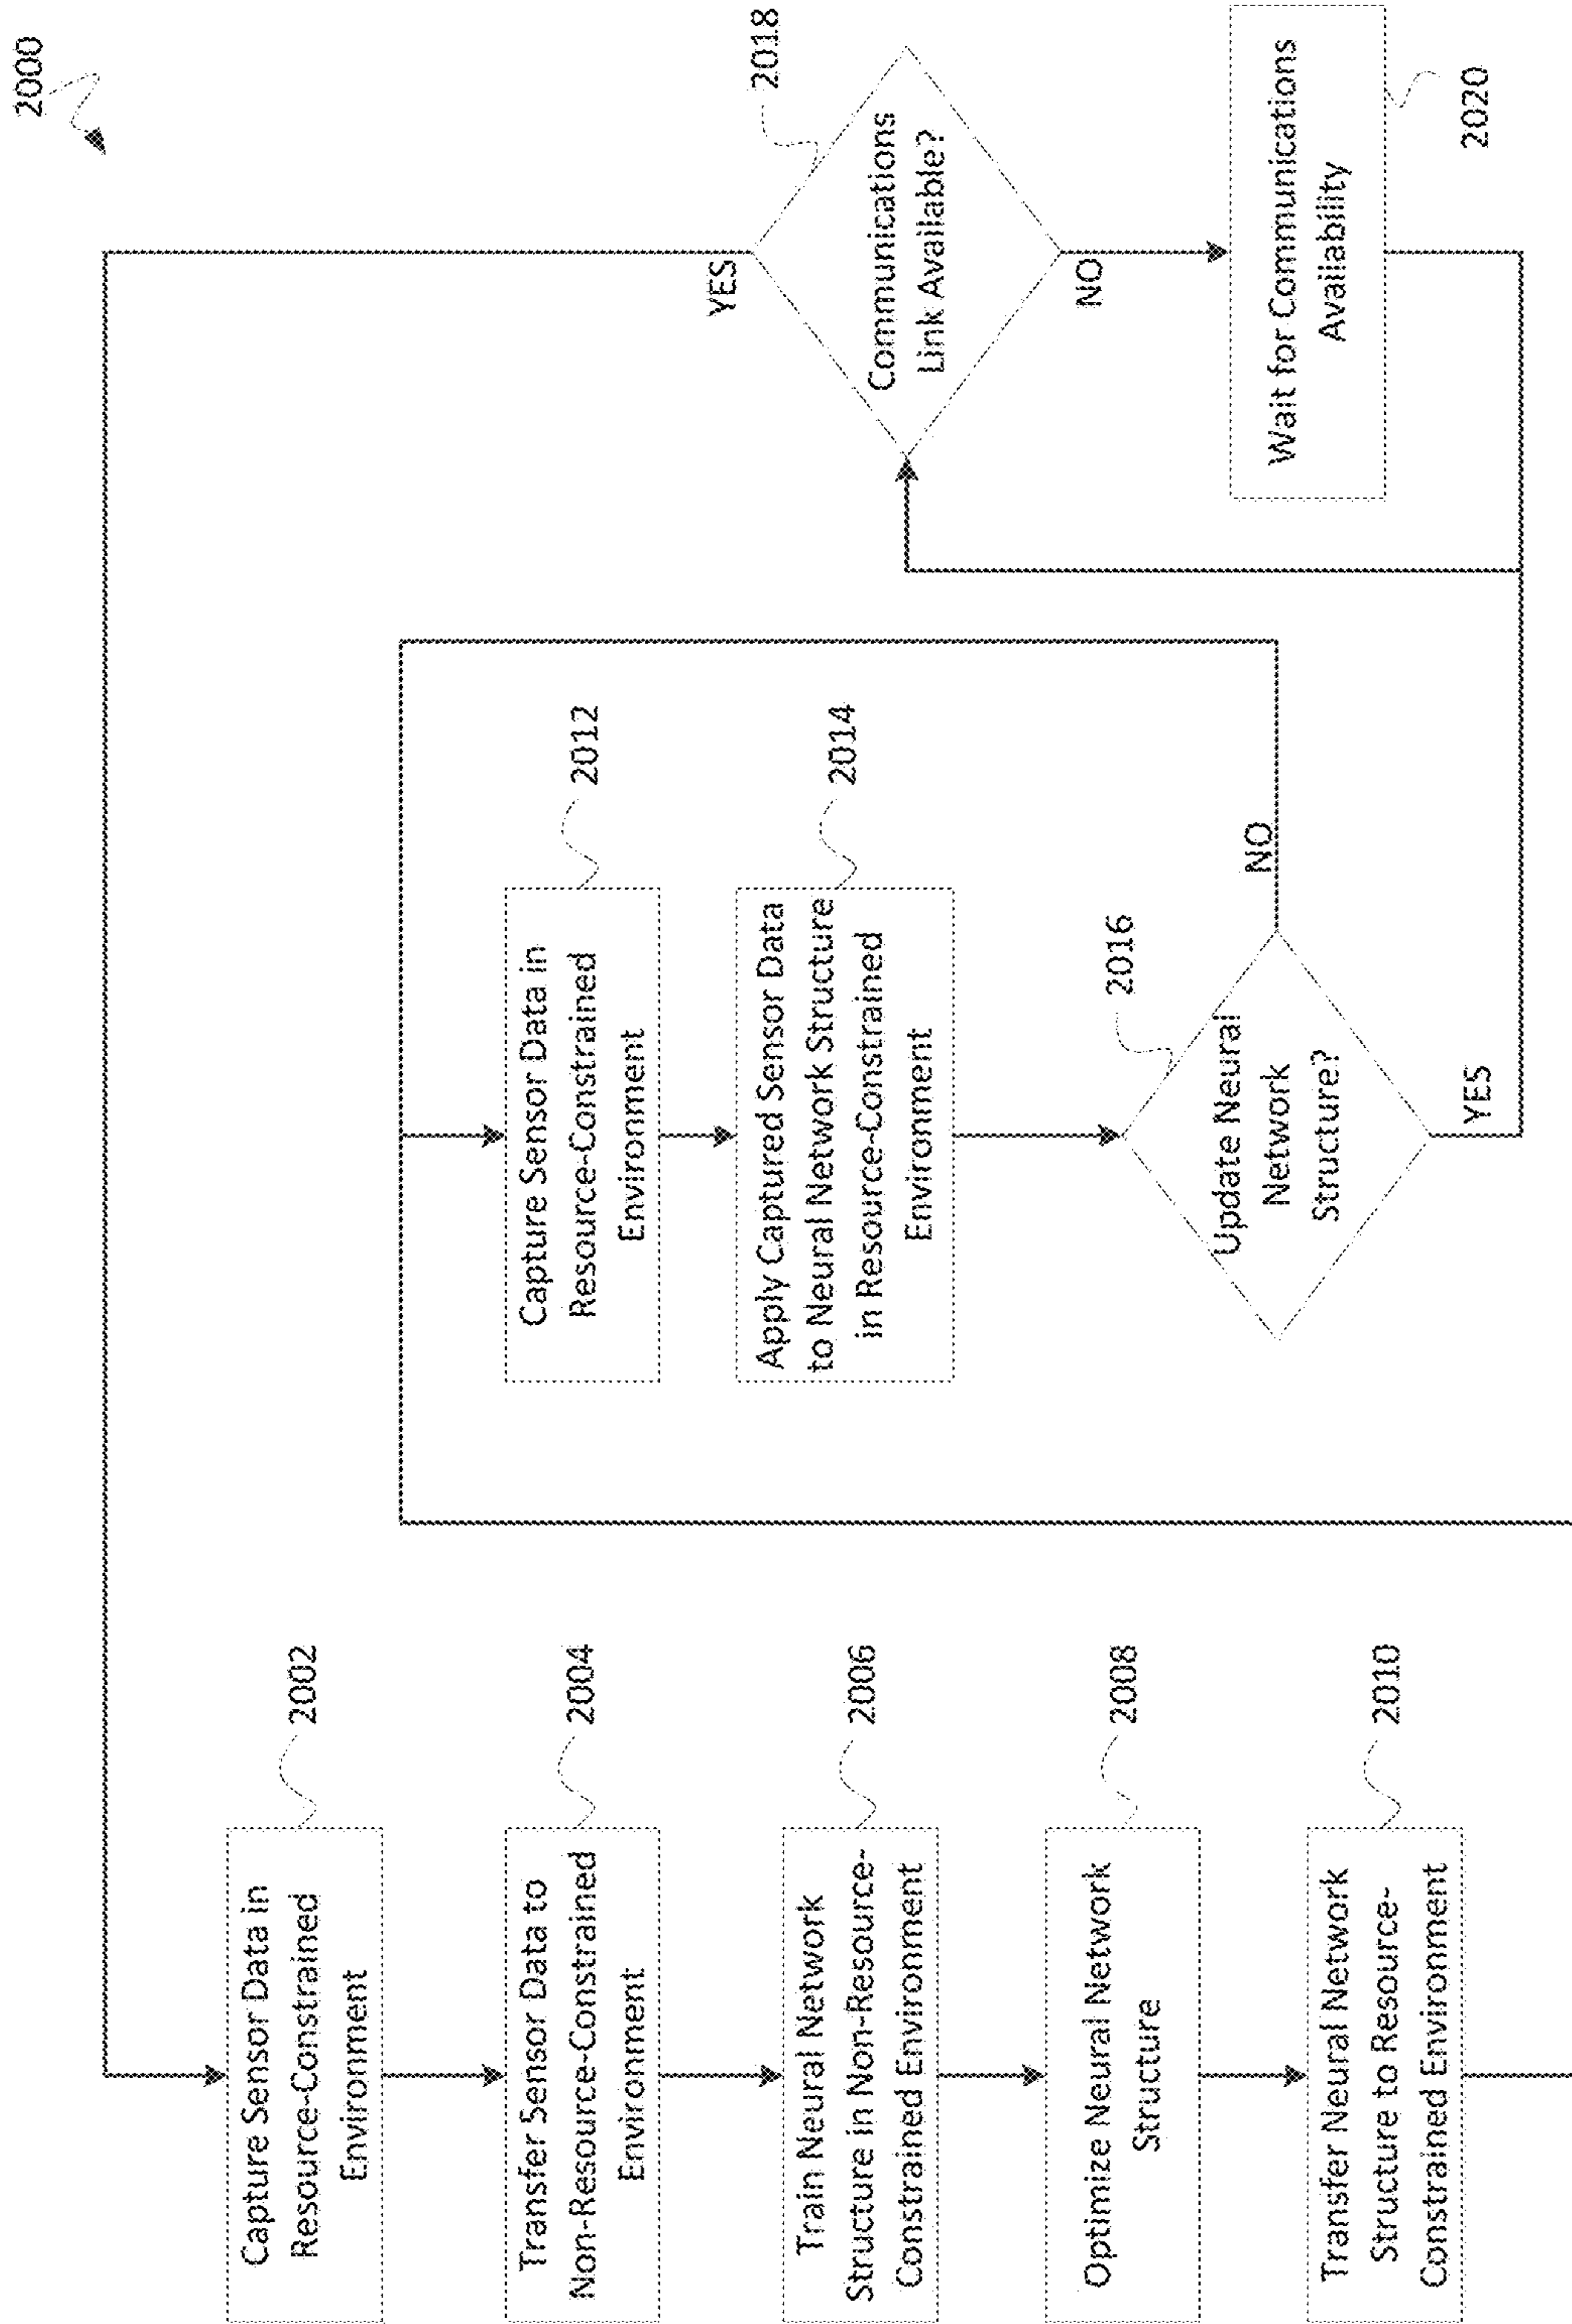 2000
Capture Sensor Data in
Resource-Constrained
Environment
2002
Transfer Sensor Data to
Non-Resource-Constrained
Environment
2004
Train Neural Network
Structure in Non-Resource-
Constrained Environment
2006
Optimize Neural Network
Structure
2008
Transfer Neural Network
Structure to Resource-
Constrained Environment
2010
Capture Sensor Data in
Resource-Constrained
Environment
2012
Apply Captured Sensor Data
to Neural Network Structure
in Resource-Constrained
Environment
2014
Update Neural
Network
Structure?
2016
NO
YES
Communications
Link Available?
2018
YES
NO
Wait for Communications
Availability
2020